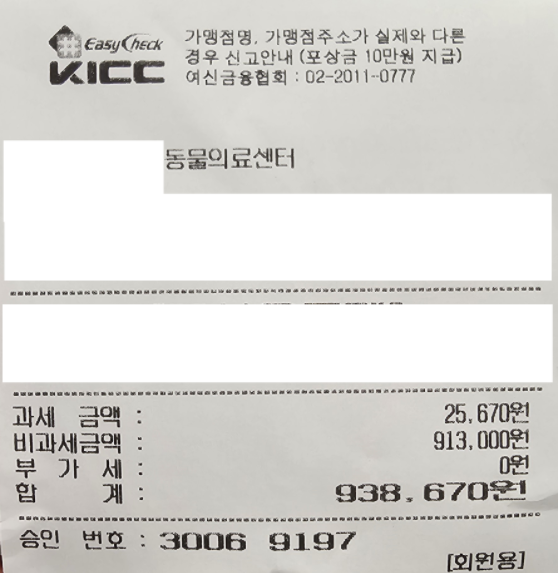 EasyCheck
KICC
가맹점명, 가맹점주소가 실제와 다른
경우 신고안내 (포상금 10만원 지급)
여신금융협회 : 02-2011-0777
동물의료센터
과세 금액 : 25,670원
비과세금액 : 913,000원
부 가 세 : 0원
합 계 : 938,670원
승인 번호 : 3006 9197
[회원용]